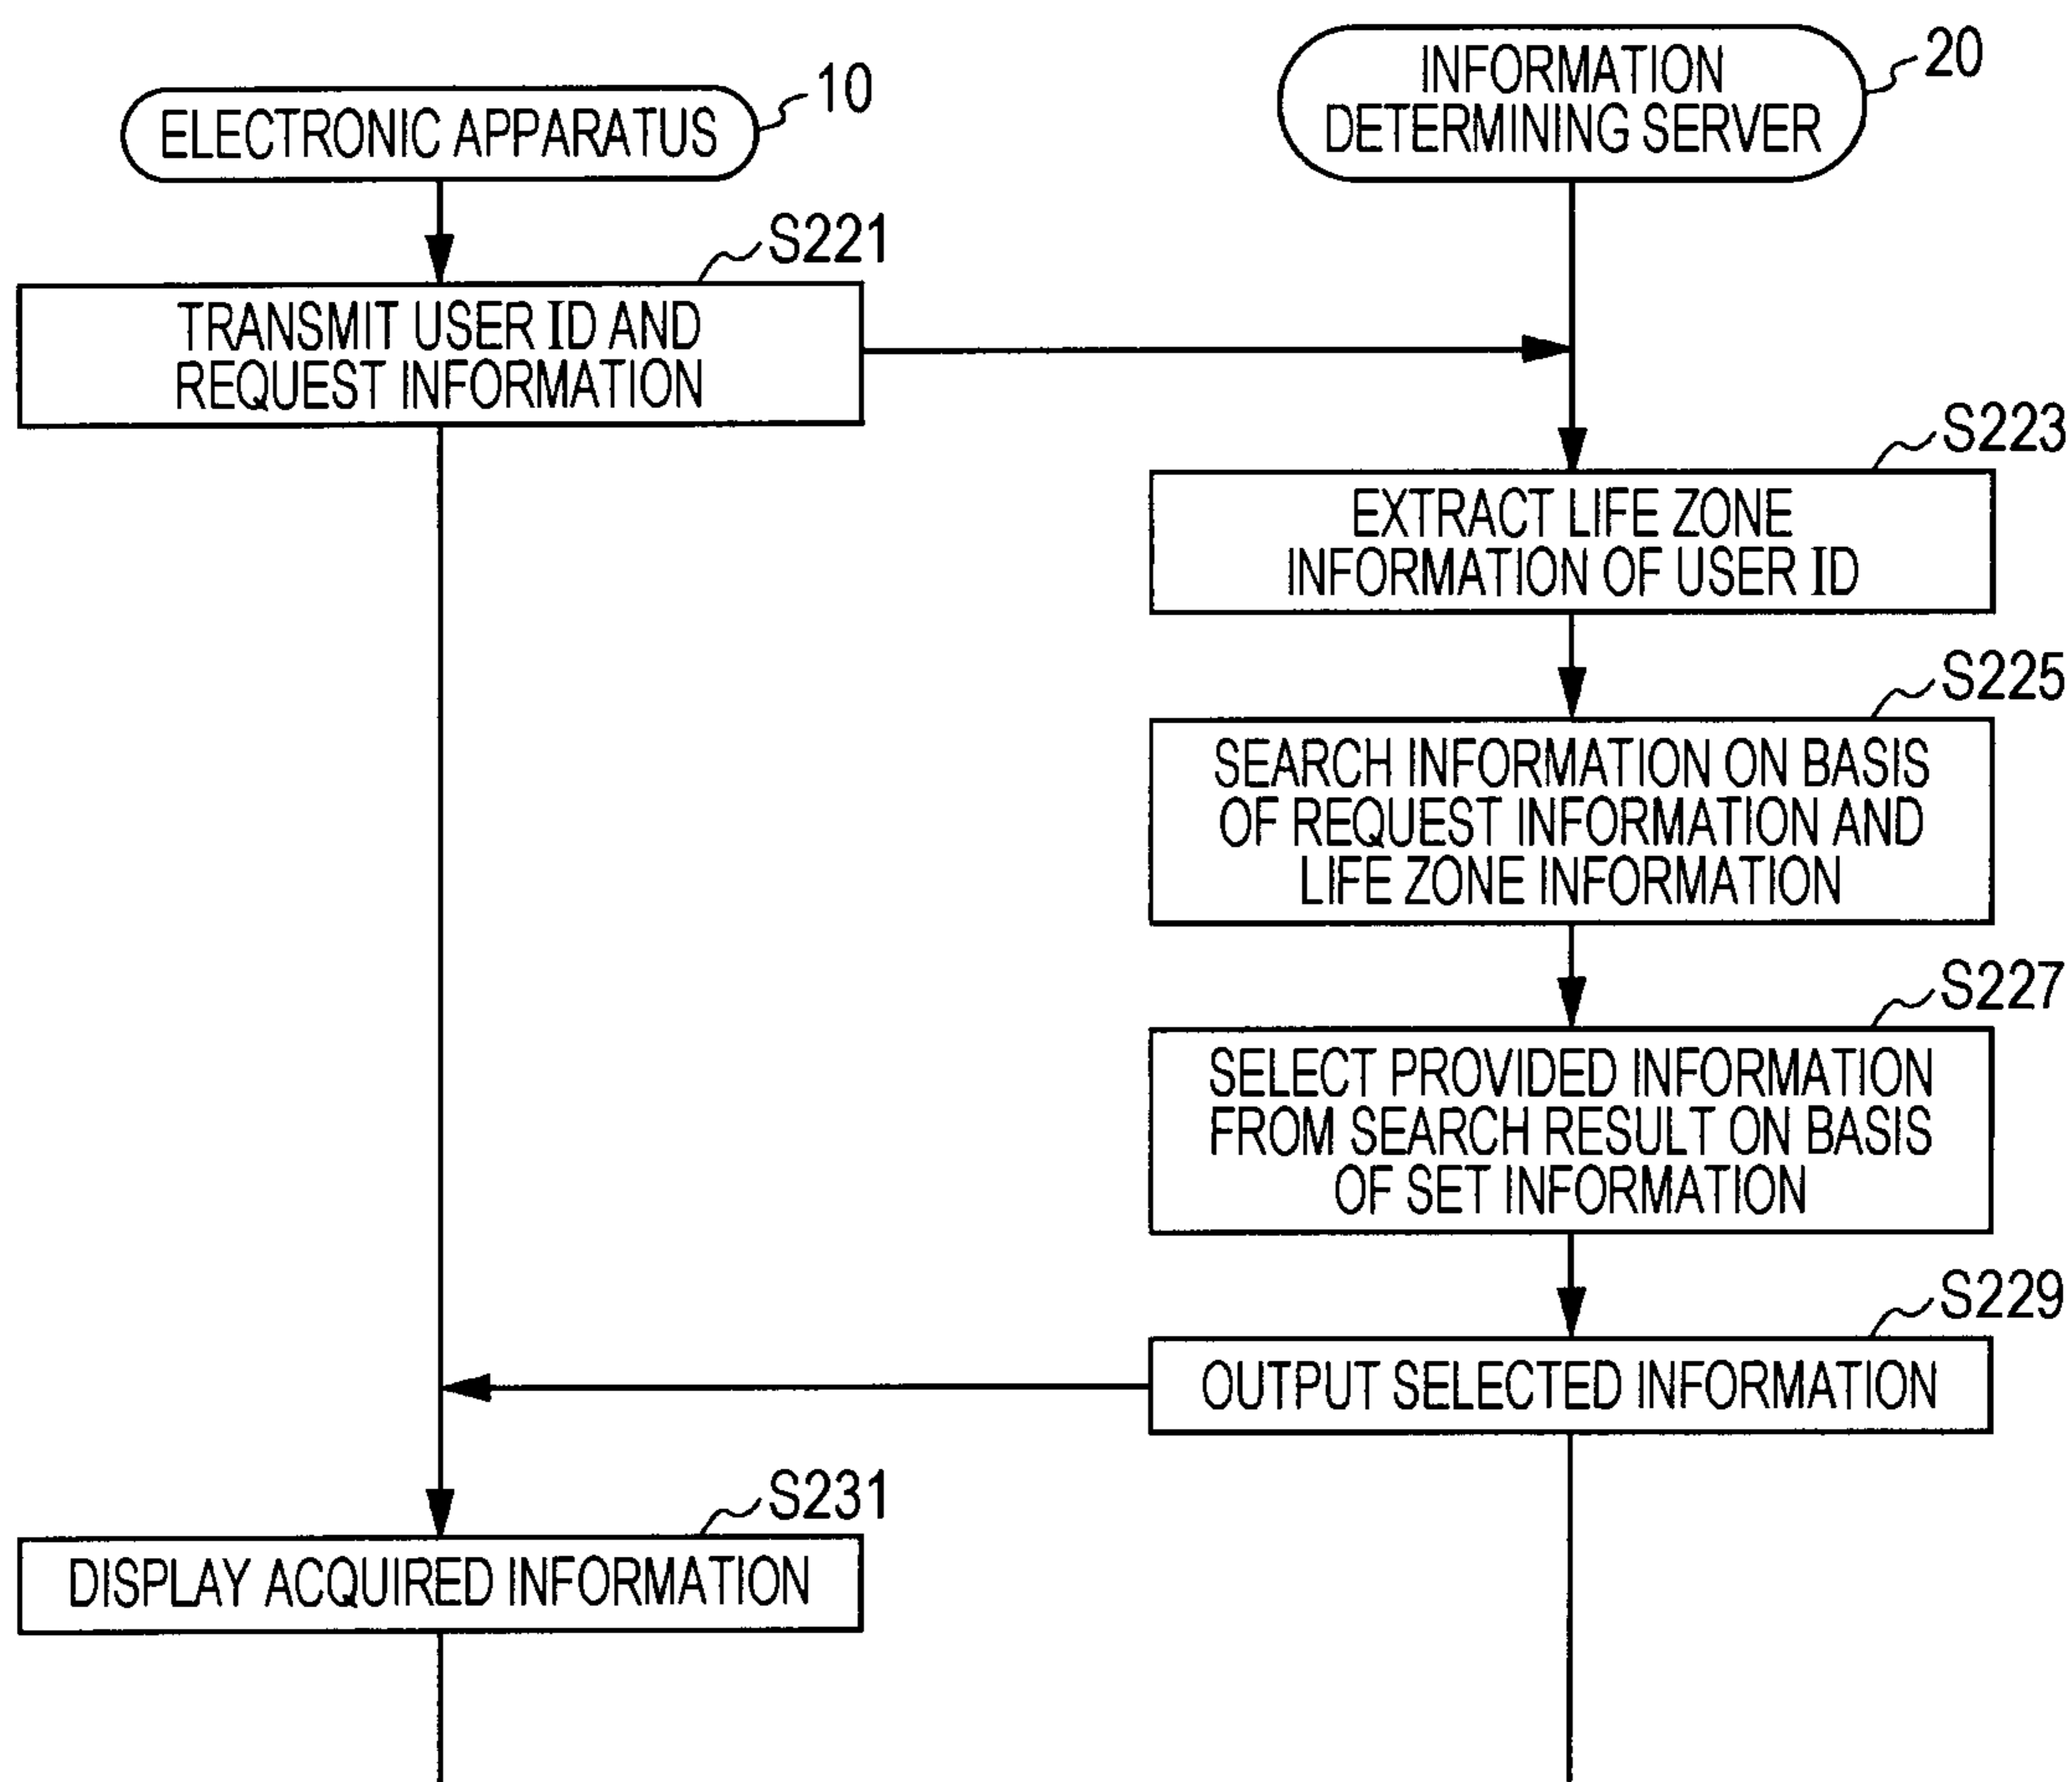 ELECTRONIC APPARATUS
10
INFORMATION
DETERMINING SERVER
20
S221
TRANSMIT USER ID AND
REQUEST INFORMATION
S223
EXTRACT LIFE ZONE
INFORMATION OF USER ID
S225
SEARCH INFORMATION ON BASIS
OF REQUEST INFORMATION AND
LIFE ZONE INFORMATION
S227
SELECT PROVIDED INFORMATION
FROM SEARCH RESULT ON BASIS
OF SET INFORMATION
S229
OUTPUT SELECTED INFORMATION
S231
DISPLAY ACQUIRED INFORMATION